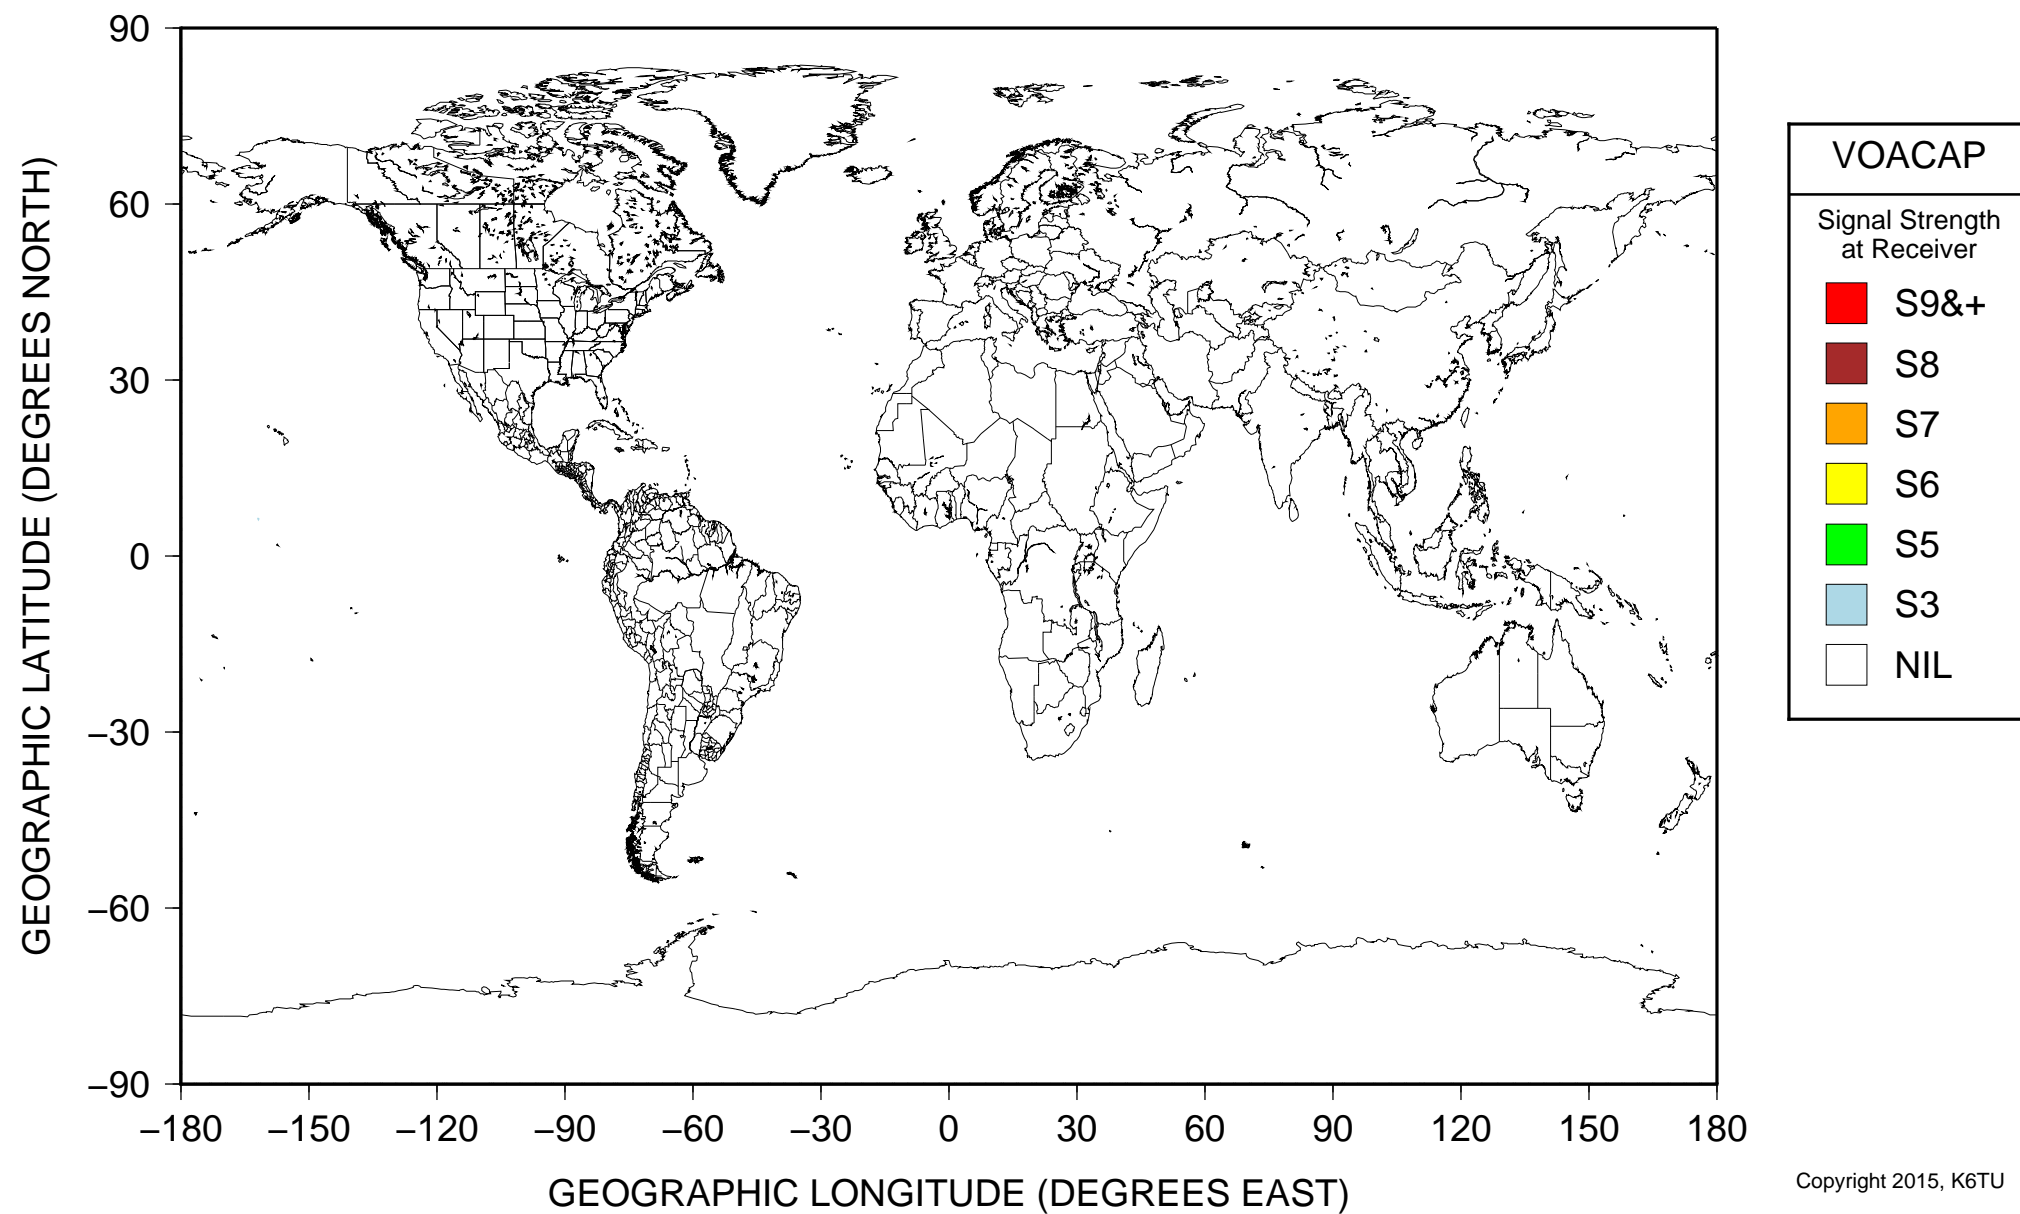 90
60
30
0
−30
−60
−90
GEOGRAPHIC LATITUDE (DEGREES NORTH)
−180 −150 −120 −90 −60 −30 0 30 60 90 120 150 180
GEOGRAPHIC LONGITUDE (DEGREES EAST)
VOACAP
Signal Strength
at Receiver
S9&+
S8
S7
S6
S5
S3
NIL
Copyright 2015, K6TU